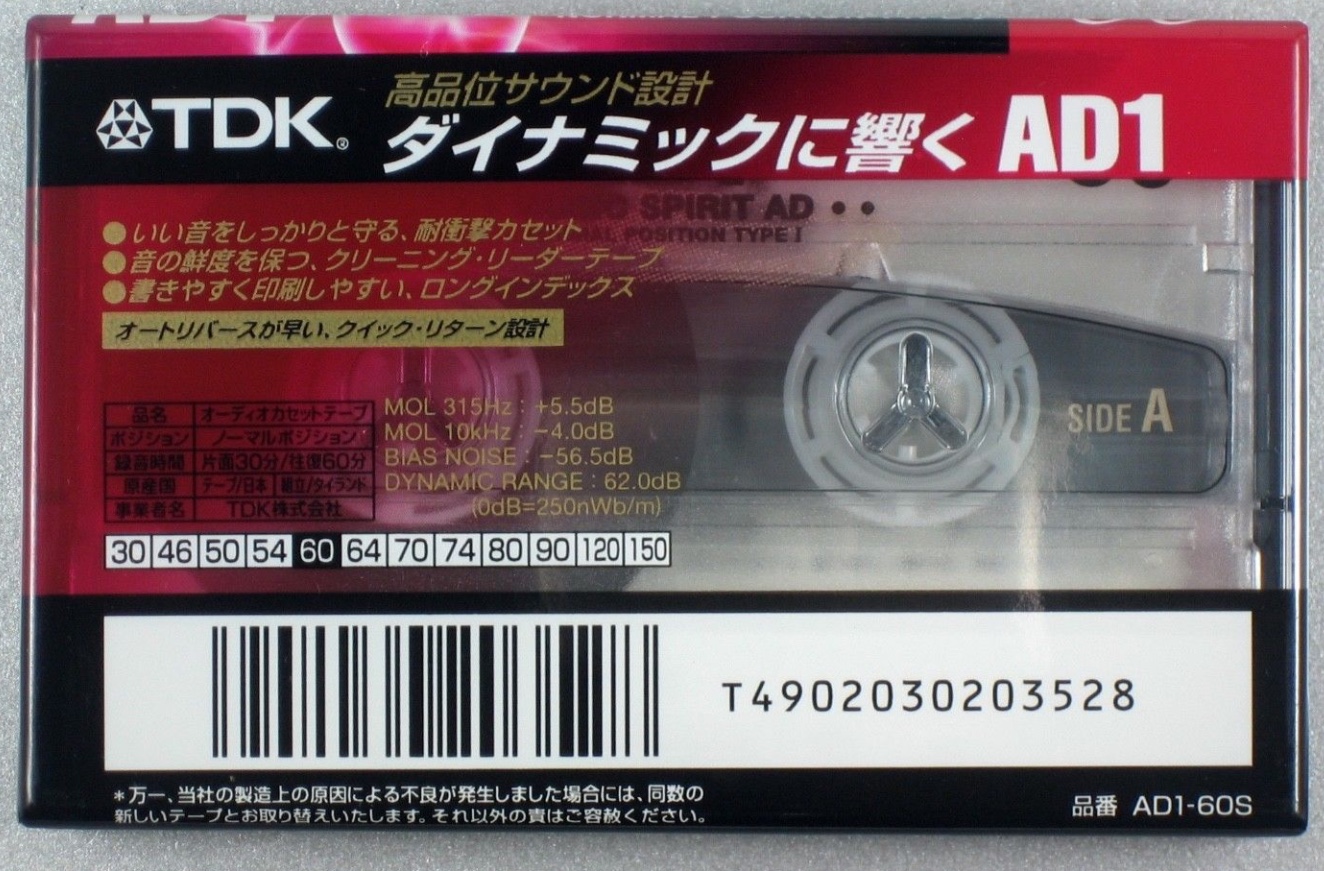 AD1
TDK®
高品位サウンド設計
ダイナミックに響く AD1
SPIRIT AD
POSITION TYPE I
●いい音をしっかりと守る、耐衝撃カセット
●音の鮮度を保つ、クリーニング・リーダーテープ
●書きやすく印刷しやすい、ロングインデックス
オートリバースが早い、クイック・リターン設計
品名 オーディオカセットテープ
ポジション ノーマルポジション
録音時間 片面30分/往復60分
原産国 テープ/日本 組立/タイランド
事業者名 TDK株式会社
MOL 315Hz : +5.5dB
MOL 10kHz : −4.0dB
BIAS NOISE : −56.5dB
DYNAMIC RANGE : 62.0dB
(0dB=250nWb/m)
SIDE A
30 46 50 54 60 64 70 74 80 90 120 150
T4902030203528
*万一、当社の製造上の原因による不良が発生しました場合には、同数の
新しいテープとお取り替えいたします。それ以外の責はご容赦ください。
品番 AD1-60S